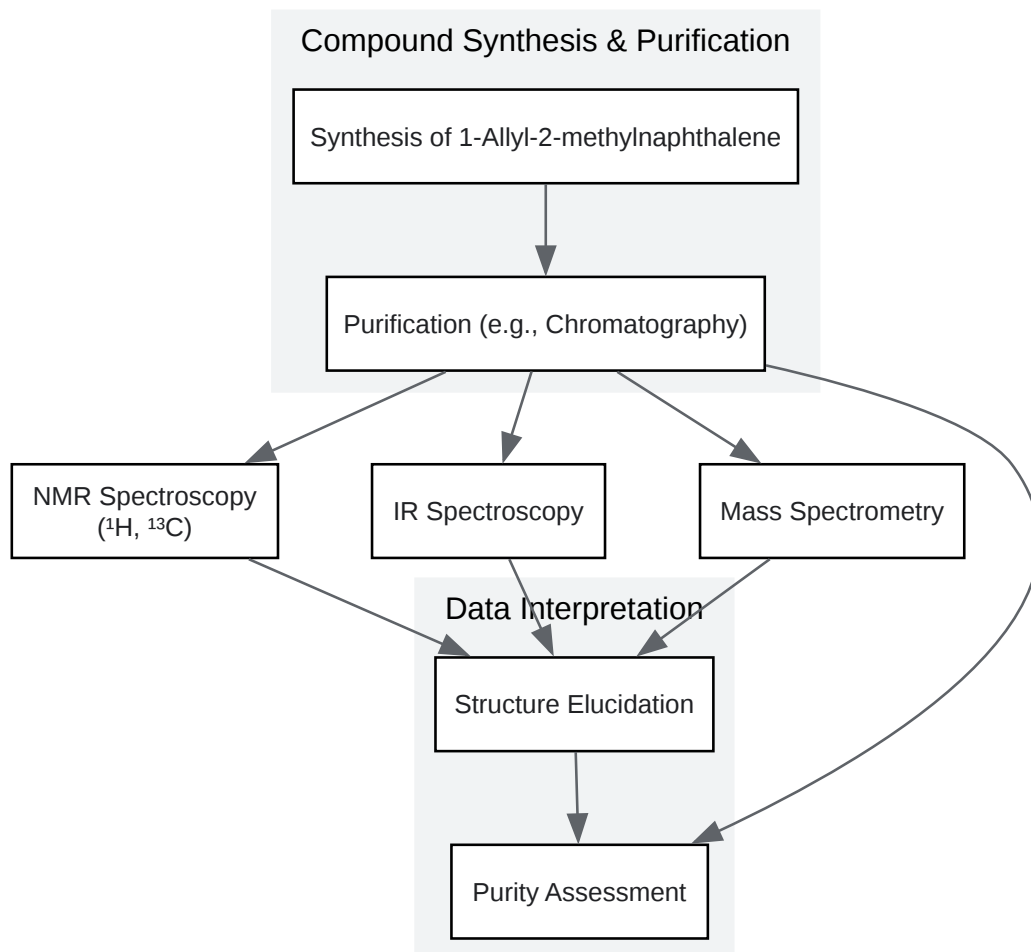 Compound Synthesis & Purification
Synthesis of 1-Allyl-2-methylnaphthalene
Purification (e.g., Chromatography)
NMR Spectroscopy
(¹H, ¹³C)
IR Spectroscopy
Mass Spectrometry
Data Interpretation
Structure Elucidation
Purity Assessment